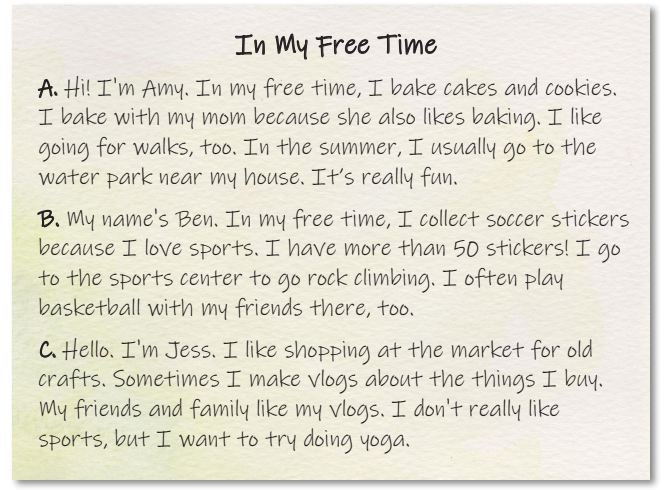 In My Free Time
A. Hi! I'm Amy. In my free time, I bake cakes and cookies.
I bake with my mom because she also likes baking. I like
going for walks, too. In the summer, I usually go to the
water park near my house. It's really fun.
B. My name's Ben. In my free time, I collect soccer stickers
because I love sports. I have more than 50 stickers! I go
to the sports center to go rock climbing. I often play
basketball with my friends there, too.
C. Hello. I'm Jess. I like shopping at the market for old
crafts. Sometimes I make vlogs about the things I buy.
My friends and family like my vlogs. I don't really like
sports, but I want to try doing yoga.